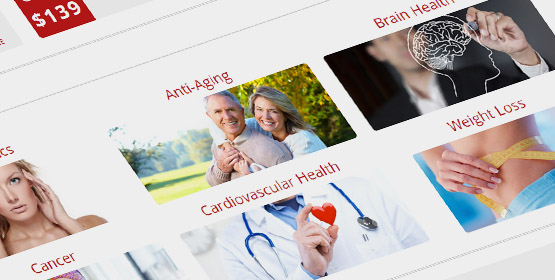 $139
Brain Health
Anti-Aging
Weight Loss
Cardiovascular Health
Cancer